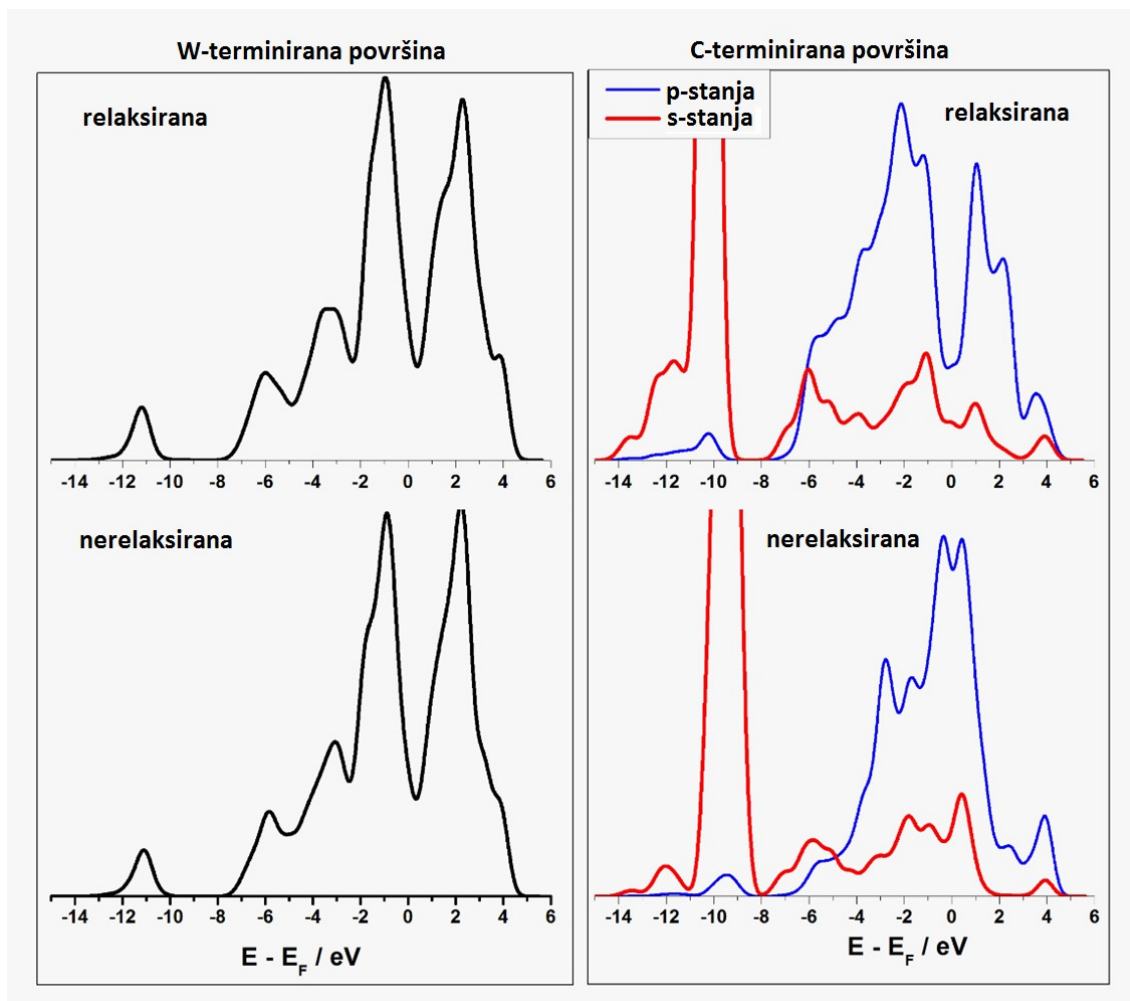 W-terminirana površina
C-terminirana površina
relaksirana
p-stanja
s-stanja
relaksirana
-14 -12 -10 -8 -6 -4 -2 0 2 4 6
-14 -12 -10 -8 -6 -4 -2 0 2 4 6
nerelaksirana
nerelaksirana
-14 -12 -10 -8 -6 -4 -2 0 2 4 6
-14 -12 -10 -8 -6 -4 -2 0 2 4 6
E - E_F / eV
E - E_F / eV